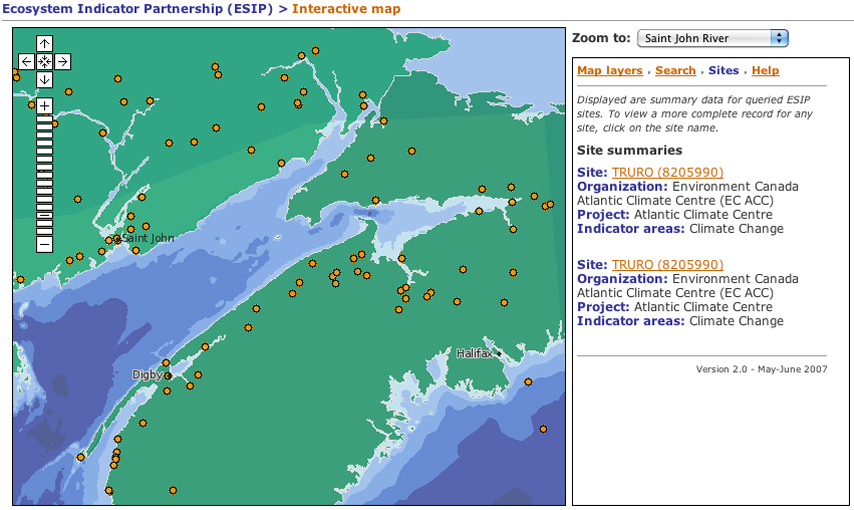 Ecosystem Indicator Partnership (ESIP) > Interactive map
Zoom to: Saint John River
Map layers , Search , Sites , Help
Displayed are summary data for queried ESIP
sites. To view a more complete record for any
site, click on the site name.
Site summaries
Site: TRURO (8205990)
Organization: Environment Canada
Atlantic Climate Centre (EC ACC)
Project: Atlantic Climate Centre
Indicator areas: Climate Change
Site: TRURO (8205990)
Organization: Environment Canada
Atlantic Climate Centre (EC ACC)
Project: Atlantic Climate Centre
Indicator areas: Climate Change
Version 2.0 - May-June 2007
Saint John
Halifax
Digby